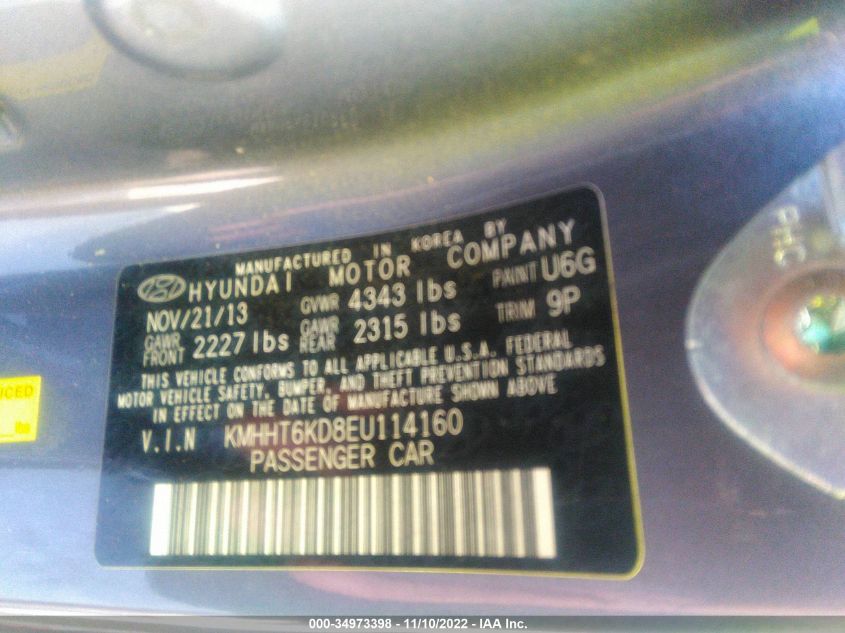 MANUFACTURED IN KOREA BY
HYUNDAI MOTOR COMPANY
NOV/21/13 GVWR 4343 lbs PAINT U6G
GAWR FRONT 2227 lbs GAWR REAR 2315 lbs TRIM 9P
THIS VEHICLE CONFORMS TO ALL APPLICABLE U.S.A. FEDERAL
MOTOR VEHICLE SAFETY, BUMPER, AND THEFT PREVENTION STANDARDS
IN EFFECT ON THE DATE OF MANUFACTURE SHOWN ABOVE
V.I.N KMHHT6KD8EU114160
PASSENGER CAR
PHC
000-34973398 - 11/10/2022 - IAA Inc.